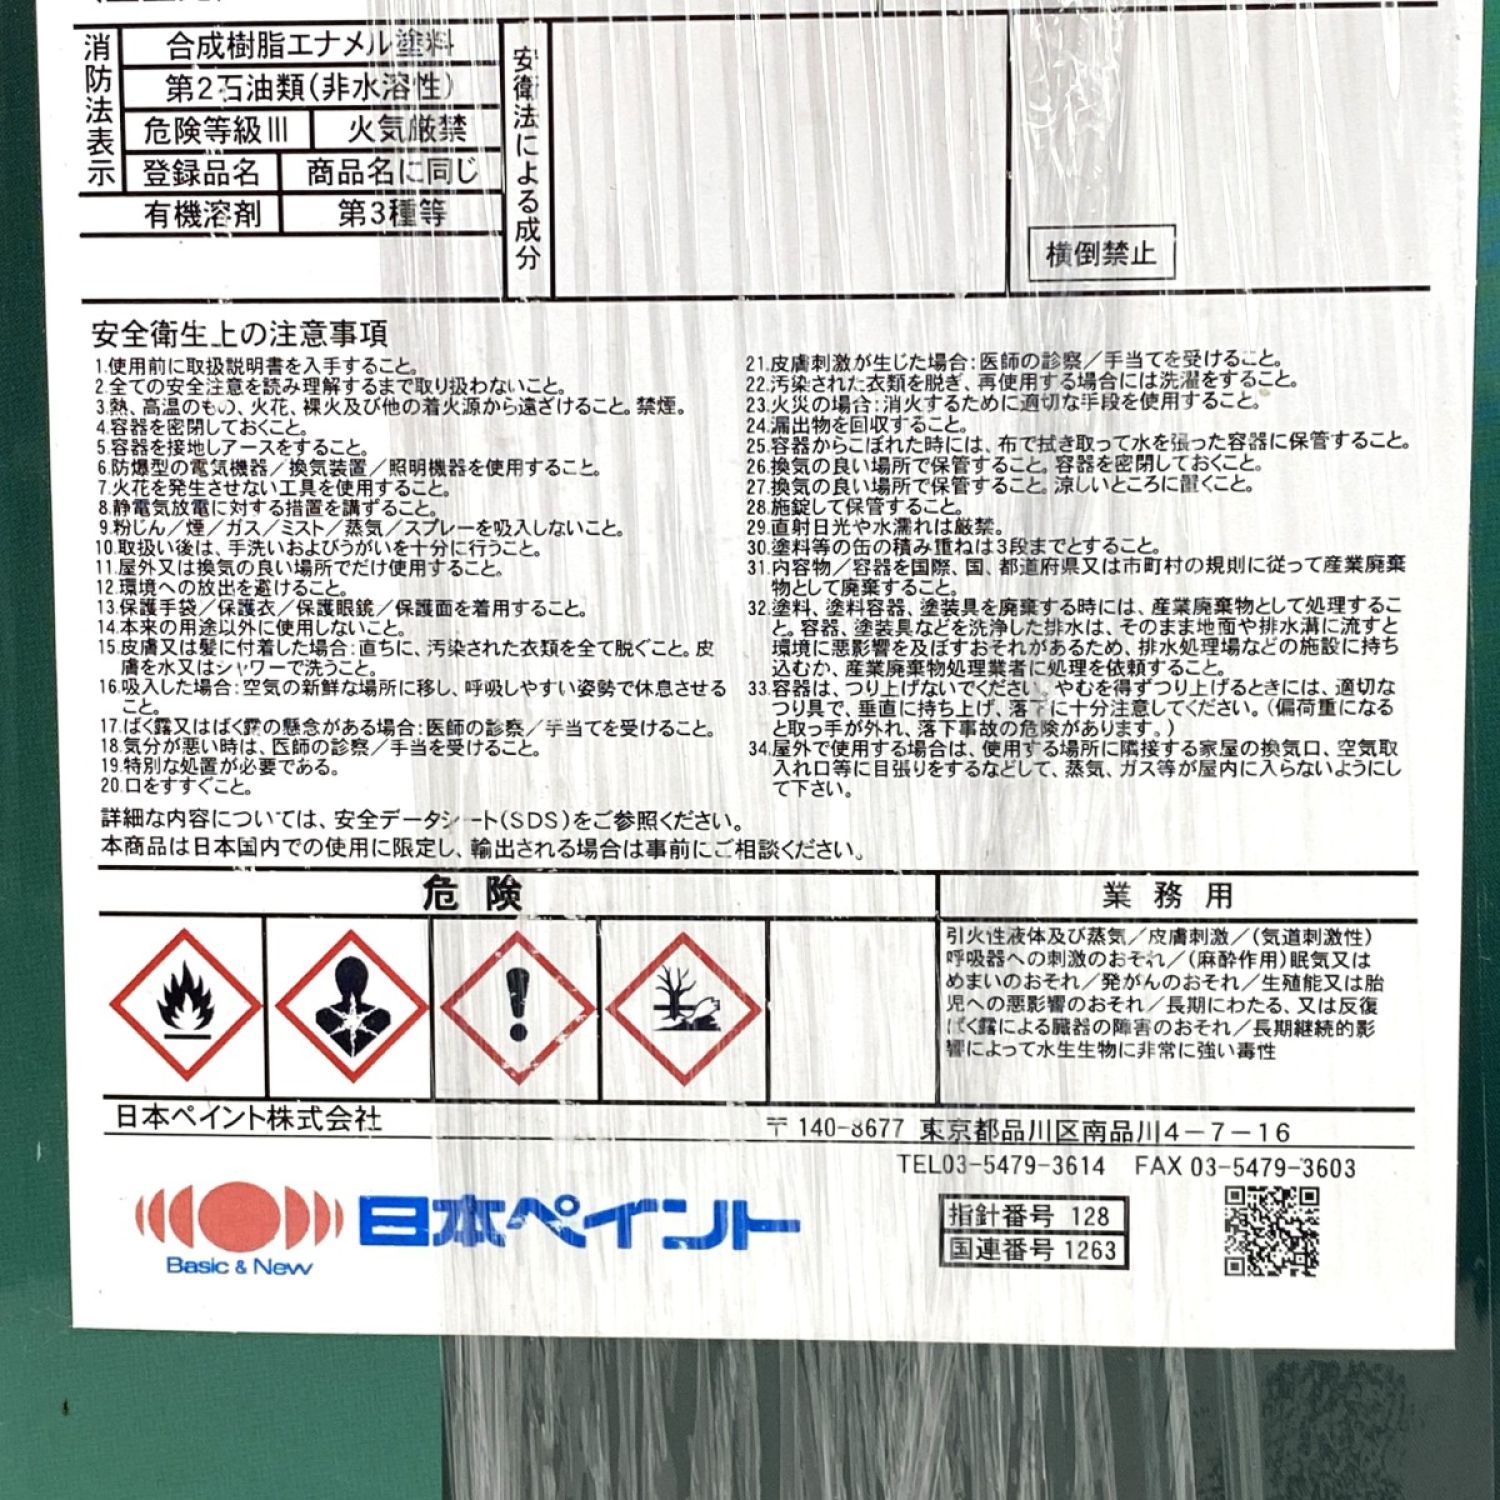 消防法表示
合成樹脂エナメル塗料
第2石油類(非水溶性)
危険等級Ⅲ 火気厳禁
登録品名 商品名に同じ
有機溶剤 第3種等
安衛法による成分
横倒禁止
安全衛生上の注意事項
1.使用前に取扱説明書を入手すること。
2.全ての安全注意を読み理解するまで取り扱わないこと。
3.熱、高温のもの、火花、裸火及び他の着火源から遠ざけること。禁煙。
4.容器を密閉しておくこと。
5.容器を接地しアースをすること。
6.防爆型の電気機器／換気装置／照明機器を使用すること。
7.火花を発生させない工具を使用すること。
8.静電気放電に対する措置を講ずること。
9.粉じん／煙／ガス／ミスト／蒸気／スプレーを吸入しないこと。
10.取扱い後は、手洗いおよびうがいを十分に行うこと。
11.屋外又は換気の良い場所でだけ使用すること。
12.環境への放出を避けること。
13.保護手袋／保護衣／保護眼鏡／保護面を着用すること。
14.本来の用途以外に使用しないこと。
15.皮膚又は髪に付着した場合：直ちに、汚染された衣類を全て脱ぐこと。皮
膚を水又はシャワーで洗うこと。
16.吸入した場合：空気の新鮮な場所に移し、呼吸しやすい姿勢で休息させる
こと。
17.ばく露又はばく露の懸念がある場合：医師の診察／手当てを受けること。
18.気分が悪い時は、医師の診察／手当を受けること。
19.特別な処置が必要である。
20.口をすすぐこと。
21.皮膚刺激が生じた場合：医師の診察／手当てを受けること。
22.汚染された衣類を脱ぎ、再使用する場合には洗濯をすること。
23.火災の場合：消火するために適切な手段を使用すること。
24.漏出物を回収すること。
25.容器からこぼれた時には、布で拭き取って水を張った容器に保管すること。
26.換気の良い場所で保管すること。容器を密閉しておくこと。
27.換気の良い場所で保管すること。涼しいところに置くこと。
28.施錠して保管すること。
29.直射日光や水濡れは厳禁。
30.塗料等の缶の積み重ねは3段までとすること。
31.内容物／容器を国際、国、都道府県又は市町村の規則に従って産業廃棄
物として廃棄すること。
32.塗料、塗料容器、塗装具を廃棄する時には、産業廃棄物として処理するこ
と。容器、塗装具などを洗浄した排水は、そのまま地面や排水溝に流すと
環境に悪影響を及ぼすおそれがあるため、排水処理場などの施設に持ち
込むか、産業廃棄物処理業者に処理を依頼すること。
33.容器は、つり上げないでください。やむを得ずつり上げるときには、適切な
つり具で、垂直に持ち上げ、落下に十分注意してください。（偏荷重になる
と取っ手が外れ、落下事故の危険があります。）
34.屋外で使用する場合は、使用する場所に隣接する家屋の換気口、空気取
入れ口等に目張りをするなどして、蒸気、ガス等が屋内に入らないようにし
て下さい。
詳細な内容については、安全データシート(SDS)をご参照ください。
本商品は日本国内での使用に限定し、輸出される場合は事前にご相談ください。
危険
業務用
引火性液体及び蒸気／皮膚刺激／(気道刺激性)
呼吸器への刺激のおそれ／(麻酔作用)眠気又は
めまいのおそれ／発がんのおそれ／生殖能又は胎
児への悪影響のおそれ／長期にわたる、又は反復
ばく露による臓器の障害のおそれ／長期継続的影
響によって水生生物に非常に強い毒性
日本ペイント株式会社
〒140-8677 東京都品川区南品川4－7－16
TEL03-5479-3614 FAX 03-5479-3603
日本ペイント
Basic & New
指針番号 128
国連番号 1263